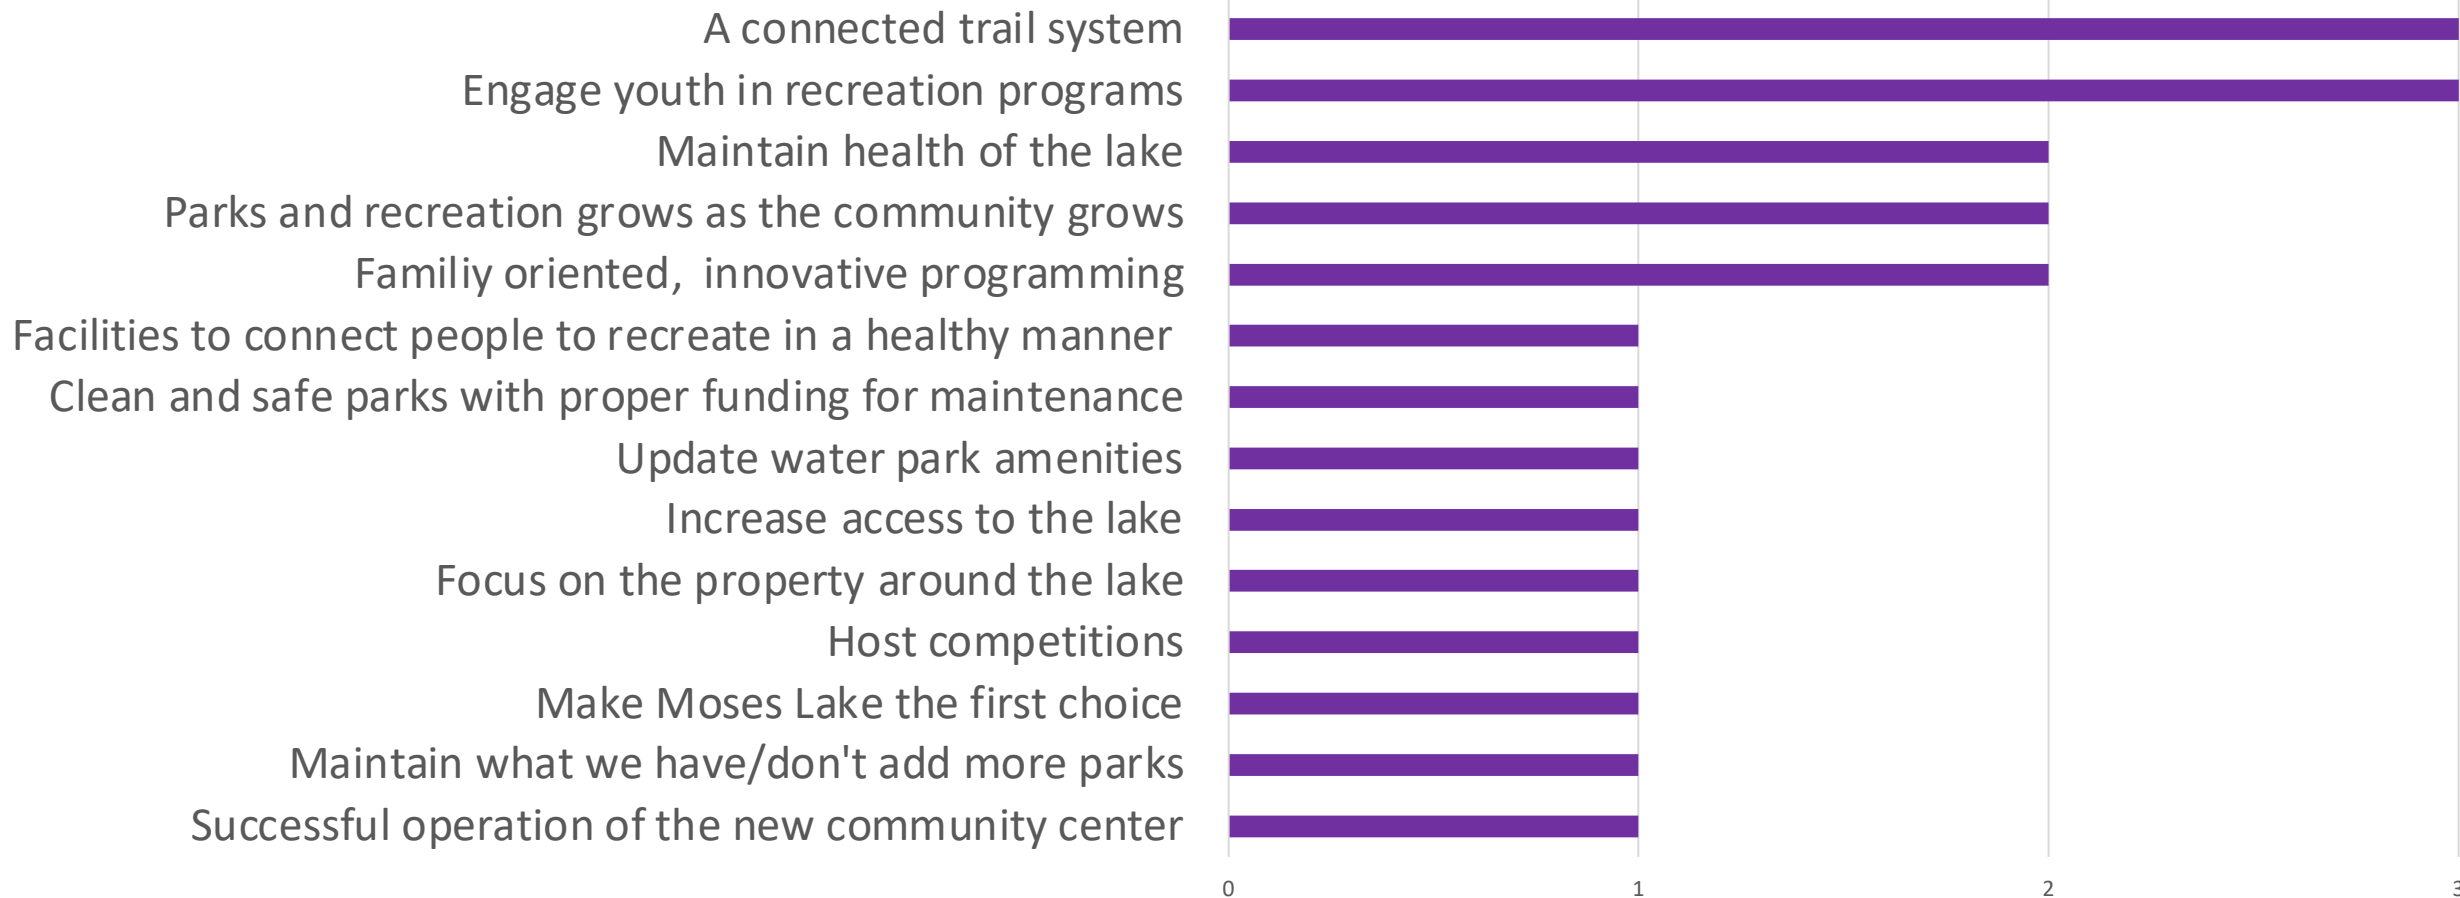 A connected trail system
Engage youth in recreation programs
Maintain health of the lake
Parks and recreation grows as the community grows
Familiy oriented,  innovative programming
Facilities to connect people to recreate in a healthy manner
Clean and safe parks with proper funding for maintenance
Update water park amenities
Increase access to the lake
Focus on the property around the lake
Host competitions
Make Moses Lake the first choice
Maintain what we have/don't add more parks
Successful operation of the new community center
0 1 2 3